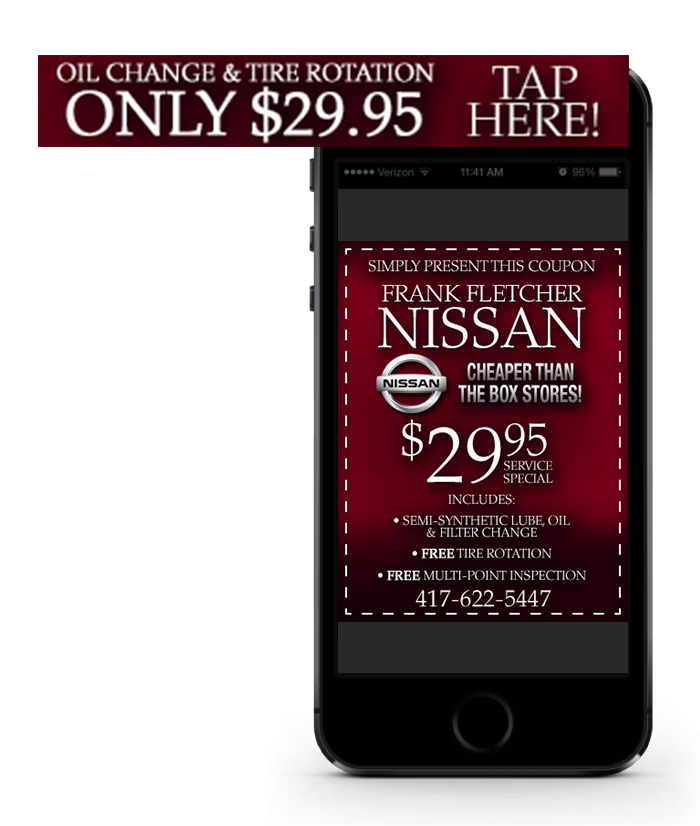 OIL CHANGE & TIRE ROTATION
ONLY $29.95
TAP
HERE!
Verizon 11:41 AM 96%
SIMPLY PRESENT THIS COUPON
FRANK FLETCHER
NISSAN
NISSAN
CHEAPER THAN
THE BOX STORES!
$29.95
SERVICE
SPECIAL
INCLUDES:
• SEMI-SYNTHETIC LUBE, OIL
& FILTER CHANGE
• FREE TIRE ROTATION
• FREE MULTI-POINT INSPECTION
417-622-5447